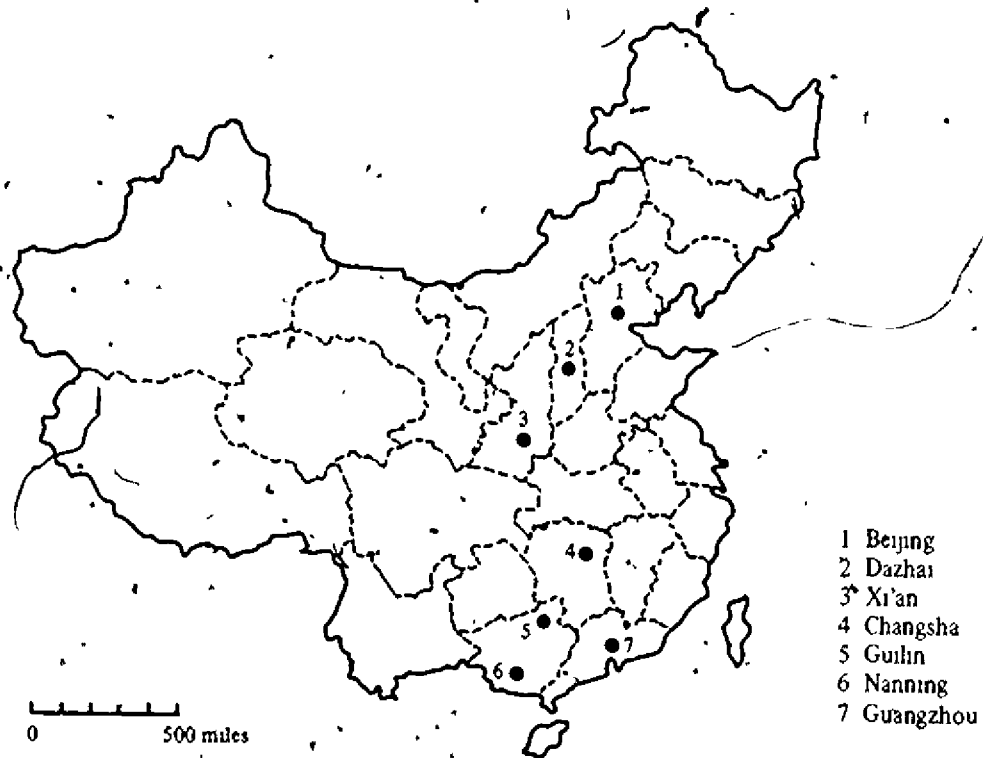 1
2
3
4
5
6
7
1 Beijing
2 Dazhai
3 Xi'an
4 Changsha
5 Guilin
6 Nanning
7 Guangzhou
0 500 miles